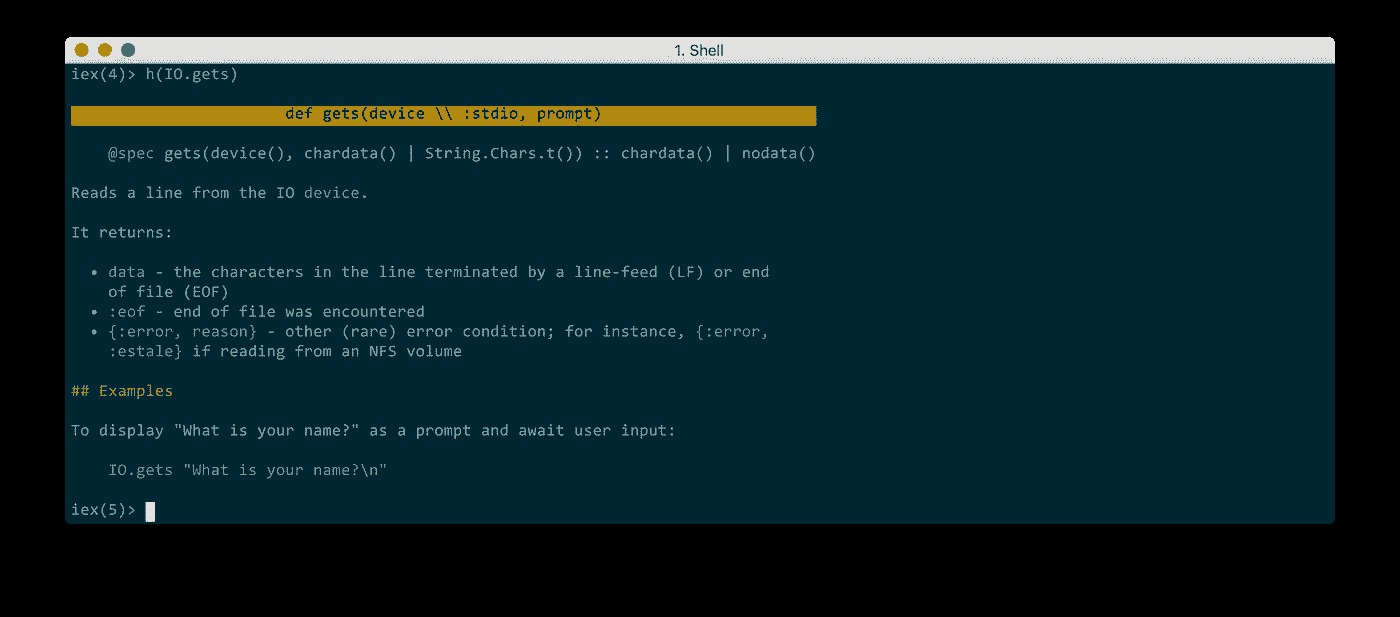 1. Shell
iex(4)> h(IO.gets)
def gets(device \\ :stdio, prompt)
@spec gets(device(), chardata() | String.Chars.t()) :: chardata() | nodata()
Reads a line from the IO device.
It returns:
• data - the characters in the line terminated by a line-feed (LF) or end
of file (EOF)
• :eof - end of file was encountered
• {:error, reason} - other (rare) error condition; for instance, {:error,
:estale} if reading from an NFS volume
## Examples
To display "What is your name?" as a prompt and await user input:
IO.gets "What is your name?\n"
iex(5)>